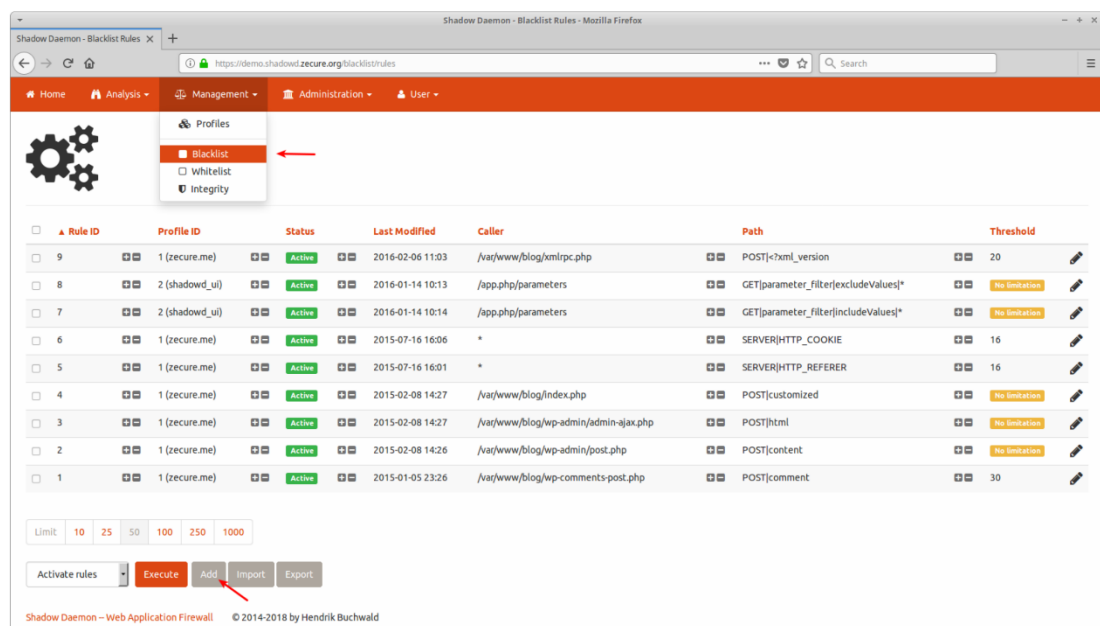 Shadow Daemon - Blacklist Rules - Mozilla Firefox
Shadow Daemon - Blacklist Rules
https://demo.shadowd.zecure.org/blacklist/rules
Search
Home Analysis Management Administration User
Profiles
Blacklist
Whitelist
Integrity
Rule ID Profile ID Status Last Modified Caller Path Threshold
9 1 (zecure.me) Active 2016-02-06 11:03 /var/www/blog/xmlrpc.php POST|<?xml_version 20
8 2 (shadowd_ui) Active 2016-01-14 10:13 /app.php/parameters GET|parameter_filter|excludeValues|* No limitation
7 2 (shadowd_ui) Active 2016-01-14 10:14 /app.php/parameters GET|parameter_filter|includeValues|* No limitation
6 1 (zecure.me) Active 2015-07-16 16:06 * SERVER|HTTP_COOKIE 16
5 1 (zecure.me) Active 2015-07-16 16:01 * SERVER|HTTP_REFERER 16
4 1 (zecure.me) Active 2015-02-08 14:27 /var/www/blog/index.php POST|customized No limitation
3 1 (zecure.me) Active 2015-02-08 14:27 /var/www/blog/wp-admin/admin-ajax.php POST|html No limitation
2 1 (zecure.me) Active 2015-02-08 14:26 /var/www/blog/wp-admin/post.php POST|content No limitation
1 1 (zecure.me) Active 2015-01-05 23:26 /var/www/blog/wp-comments-post.php POST|comment 30
Limit 10 25 50 100 250 1000
Activate rules Execute Add Import Export
Shadow Daemon — Web Application Firewall © 2014-2018 by Hendrik Buchwald